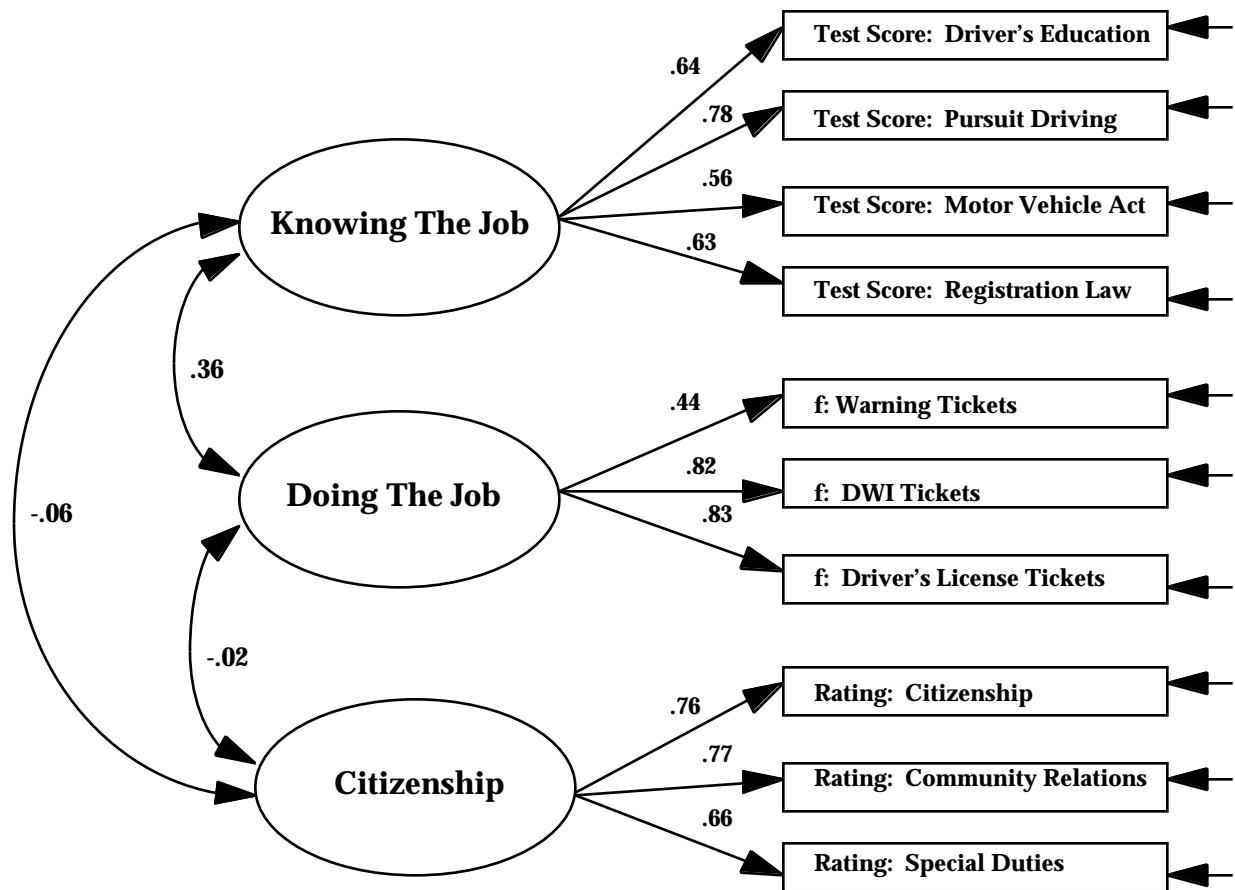 Test Score:  Driver’s Education
.64
.78
Test Score:  Pursuit Driving
.56
Knowing The Job
Test Score:  Motor Vehicle Act
.63
Test Score:  Registration Law
.36
.44
f: Warning Tickets
.82
Doing The Job
f:  DWI Tickets
-.06
.83
f:  Driver’s License Tickets
-.02
.76
Rating:  Citizenship
.77
Citizenship
Rating:  Community Relations
.66
Rating:  Special Duties